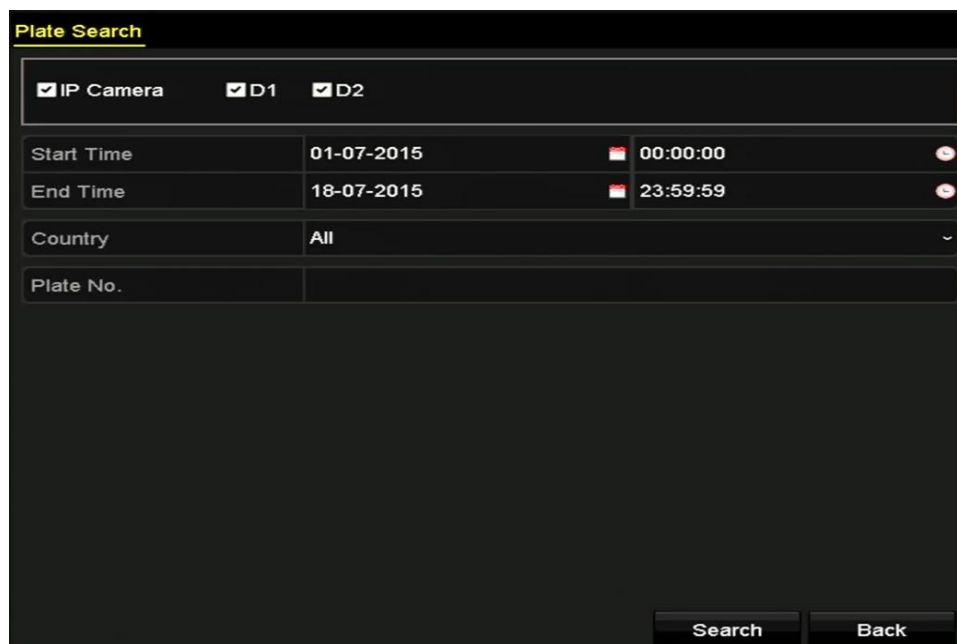 Plate Search
IP Camera D1 D2
Start Time 01-07-2015 00:00:00
End Time 18-07-2015 23:59:59
Country All
Plate No.
Search Back